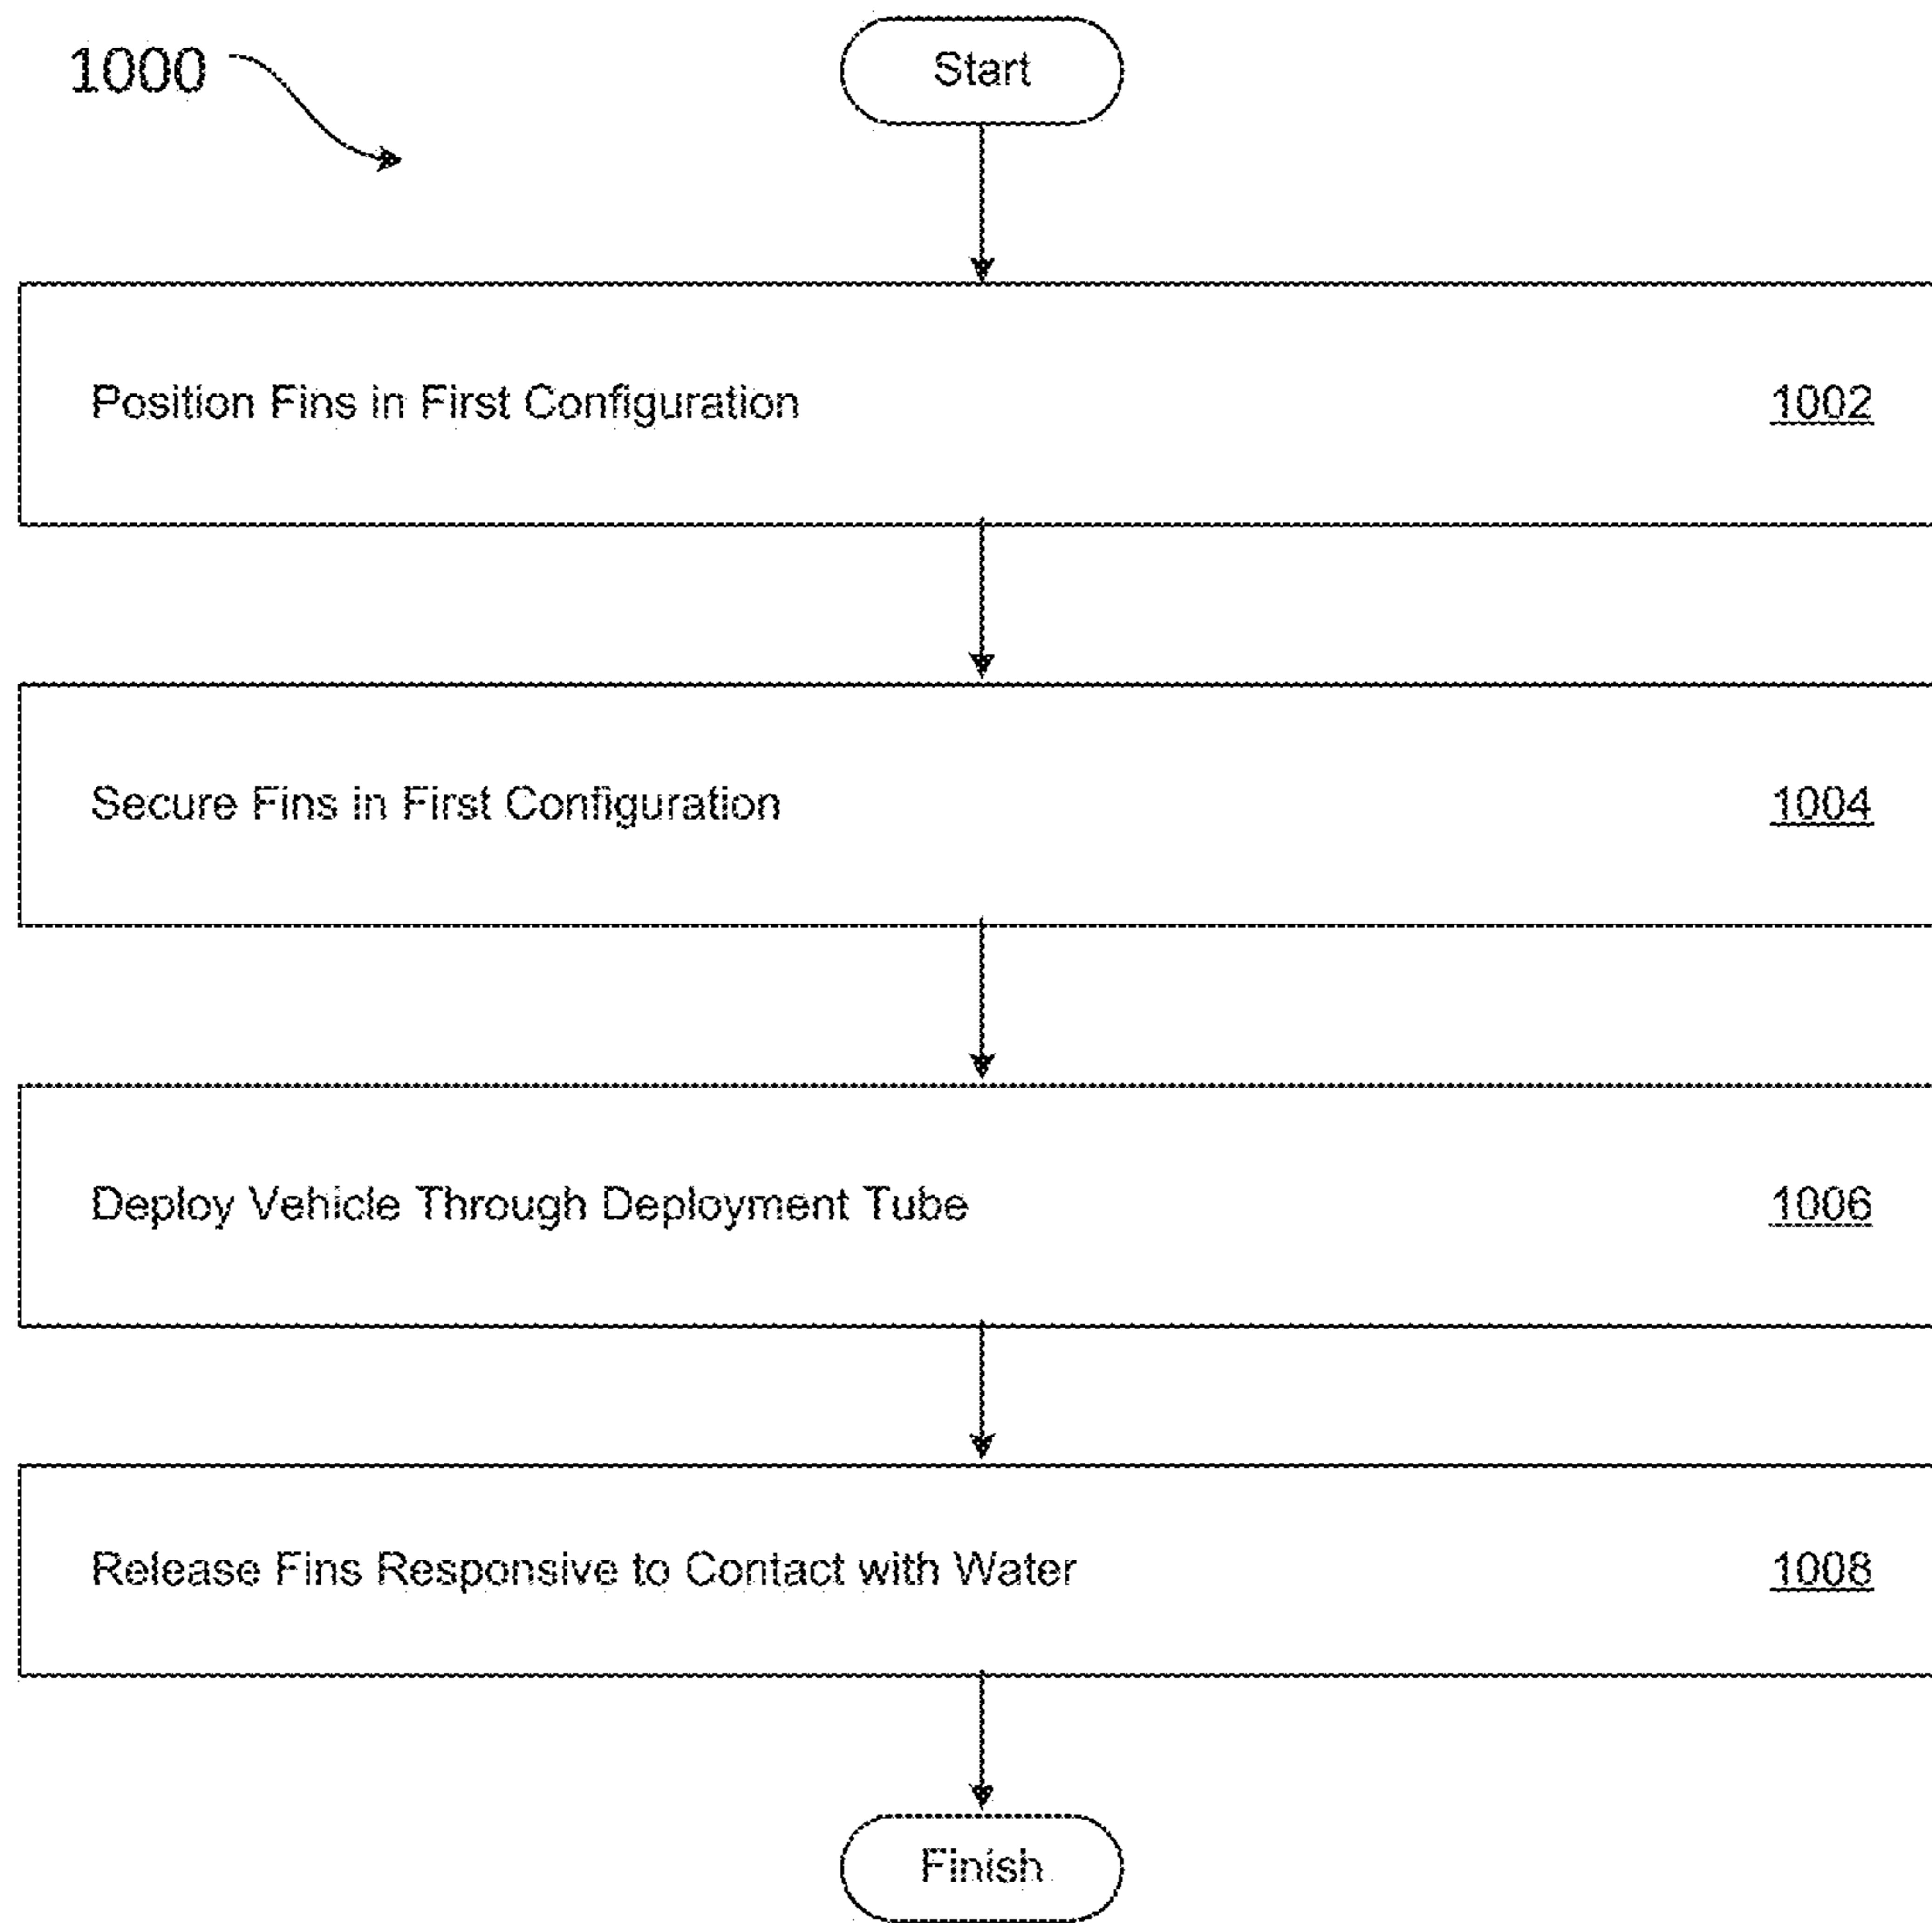 1000
Start
Position Fins in First Configuration 1002
Secure Fins in First Configuration 1004
Deploy Vehicle Through Deployment Tube 1006
Release Fins Responsive to Contact with Water 1008
Finish